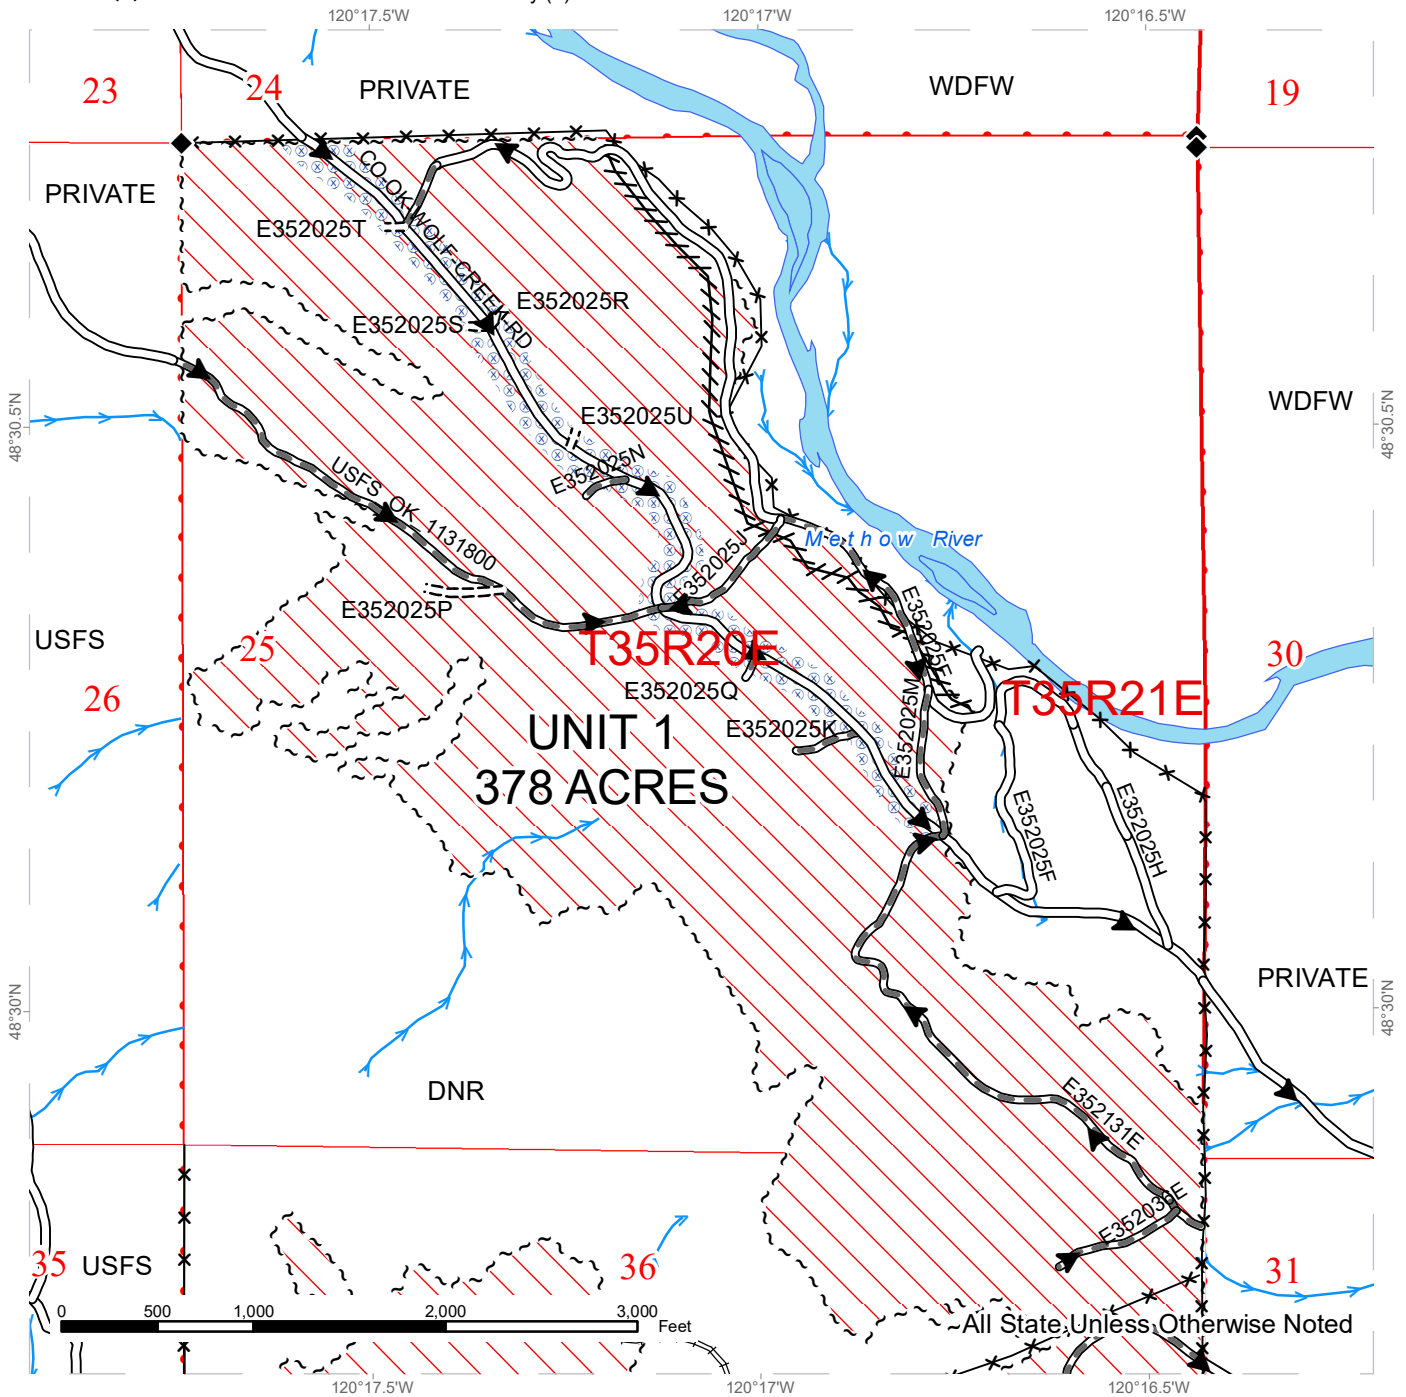 120°17.5'W
120°17'W
120°16.5'W
23
24
PRIVATE
WDFW
19
PRIVATE
CO-OK WOLF-CREEK-RD
E352025T
E352025R
E352025S
WDFW
48°30.5'N
48°30.5'N
E352025U
E352025N
USFS_OK_1131800
Methow River
E352025J
E352025P
E352025F
USFS
25
T35R20E
30
26
E352025Q
T35R21E
E352025M
UNIT 1
E352025K
378 ACRES
E352025F
E352025H
PRIVATE
48°30'N
48°30'N
DNR
E352131E
E352036E
35
USFS
36
31
0 500 1,000 2,000 3,000
Feet
All State Unless Otherwise Noted
120°17.5'W
120°17'W
120°16.5'W